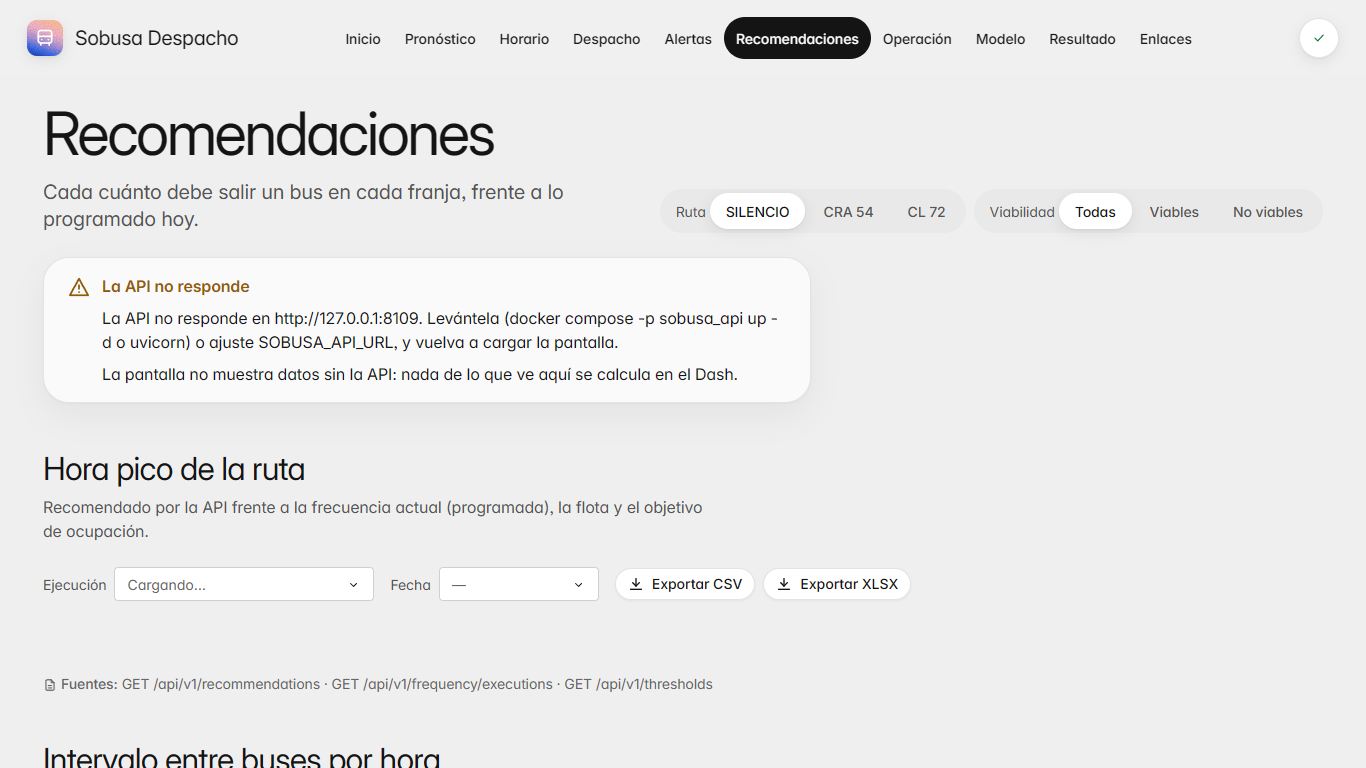 Sobusa Despacho
Inicio Pronóstico Horario Despacho Alertas Recomendaciones Operación Modelo Resultado Enlaces
Recomendaciones
Cada cuánto debe salir un bus en cada franja, frente a lo
programado hoy.
Ruta SILENCIO CRA 54 CL 72 Viabilidad Todas Viables No viables
La API no responde
La API no responde en http://127.0.0.1:8109. Levántela (docker compose -p sobusa_api up -
d o uvicorn) o ajuste SOBUSA_API_URL, y vuelva a cargar la pantalla.
La pantalla no muestra datos sin la API: nada de lo que ve aquí se calcula en el Dash.
Hora pico de la ruta
Recomendado por la API frente a la frecuencia actual (programada), la flota y el objetivo
de ocupación.
Ejecución Cargando... Fecha — Exportar CSV Exportar XLSX
Fuentes: GET /api/v1/recommendations · GET /api/v1/frequency/executions · GET /api/v1/thresholds
Intervalo entre buses por hora